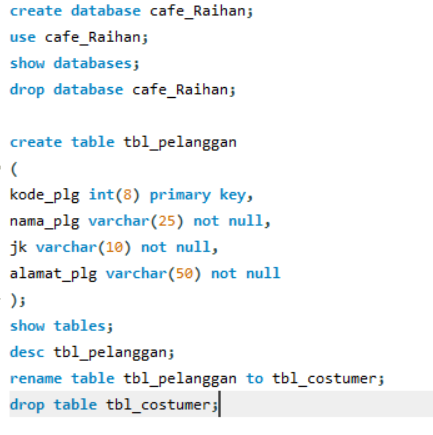 create database cafe_Raihan;
use cafe_Raihan;
show databases;
drop database cafe_Raihan;
create table tbl_pelanggan
(
kode_plg int(8) primary key,
nama_plg varchar(25) not null,
jk varchar(10) not null,
alamat_plg varchar(50) not null
);
show tables;
desc tbl_pelanggan;
rename table tbl_pelanggan to tbl_costumer;
drop table tbl_costumer;